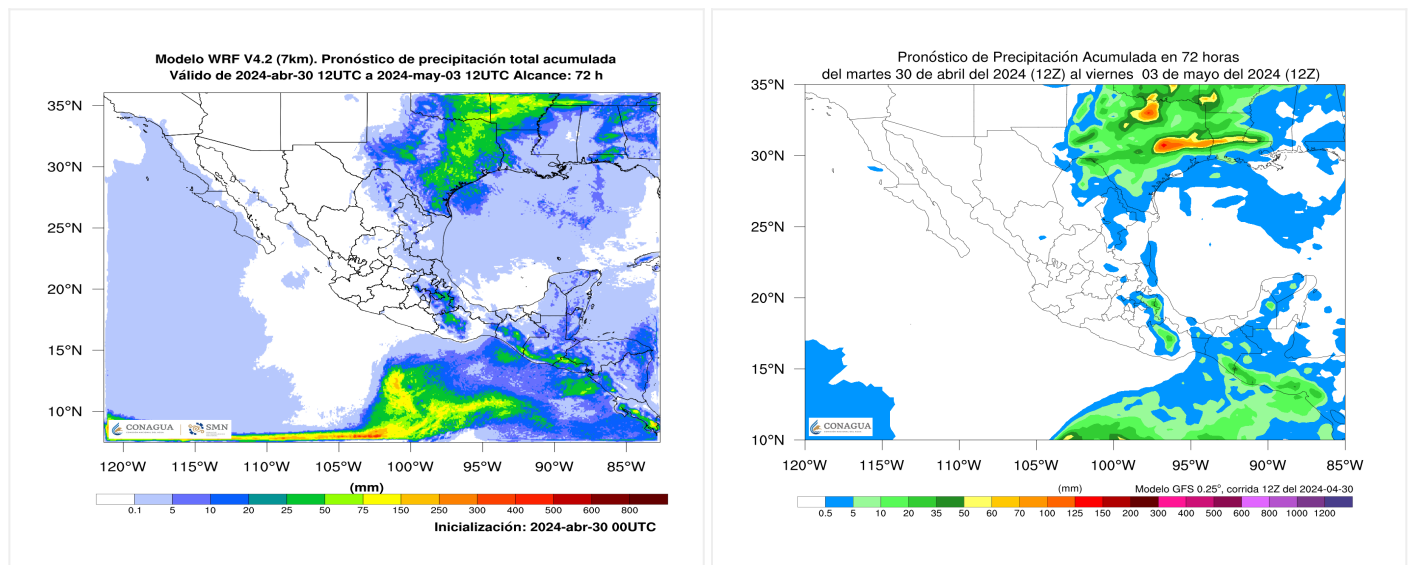 Modelo WRF V4.2 (7km). Pronóstico de precipitación total acumulada
Válido de 2024-abr-30 12UTC a 2024-may-03 12UTC Alcance: 72 h
35°N
30°N
25°N
20°N
15°N
10°N
CONAGUA
SMN
120°W 115°W 110°W 105°W 100°W 95°W 90°W 85°W
(mm)
0.1 5 10 20 25 50 75 150 250 300 400 500 600 800
Inicialización: 2024-abr-30 00UTC
Pronóstico de Precipitación Acumulada en 72 horas
del martes 30 de abril del 2024 (12Z) al viernes 03 de mayo del 2024 (12Z)
35°N
30°N
25°N
20°N
15°N
10°N
CONAGUA
120°W 115°W 110°W 105°W 100°W 95°W 90°W 85°W
(mm) Modelo GFS 0.25°, corrida 12Z del 2024-04-30
0.5 5 10 20 35 50 60 70 100 125 150 200 300 400 500 600 800 1000 1200